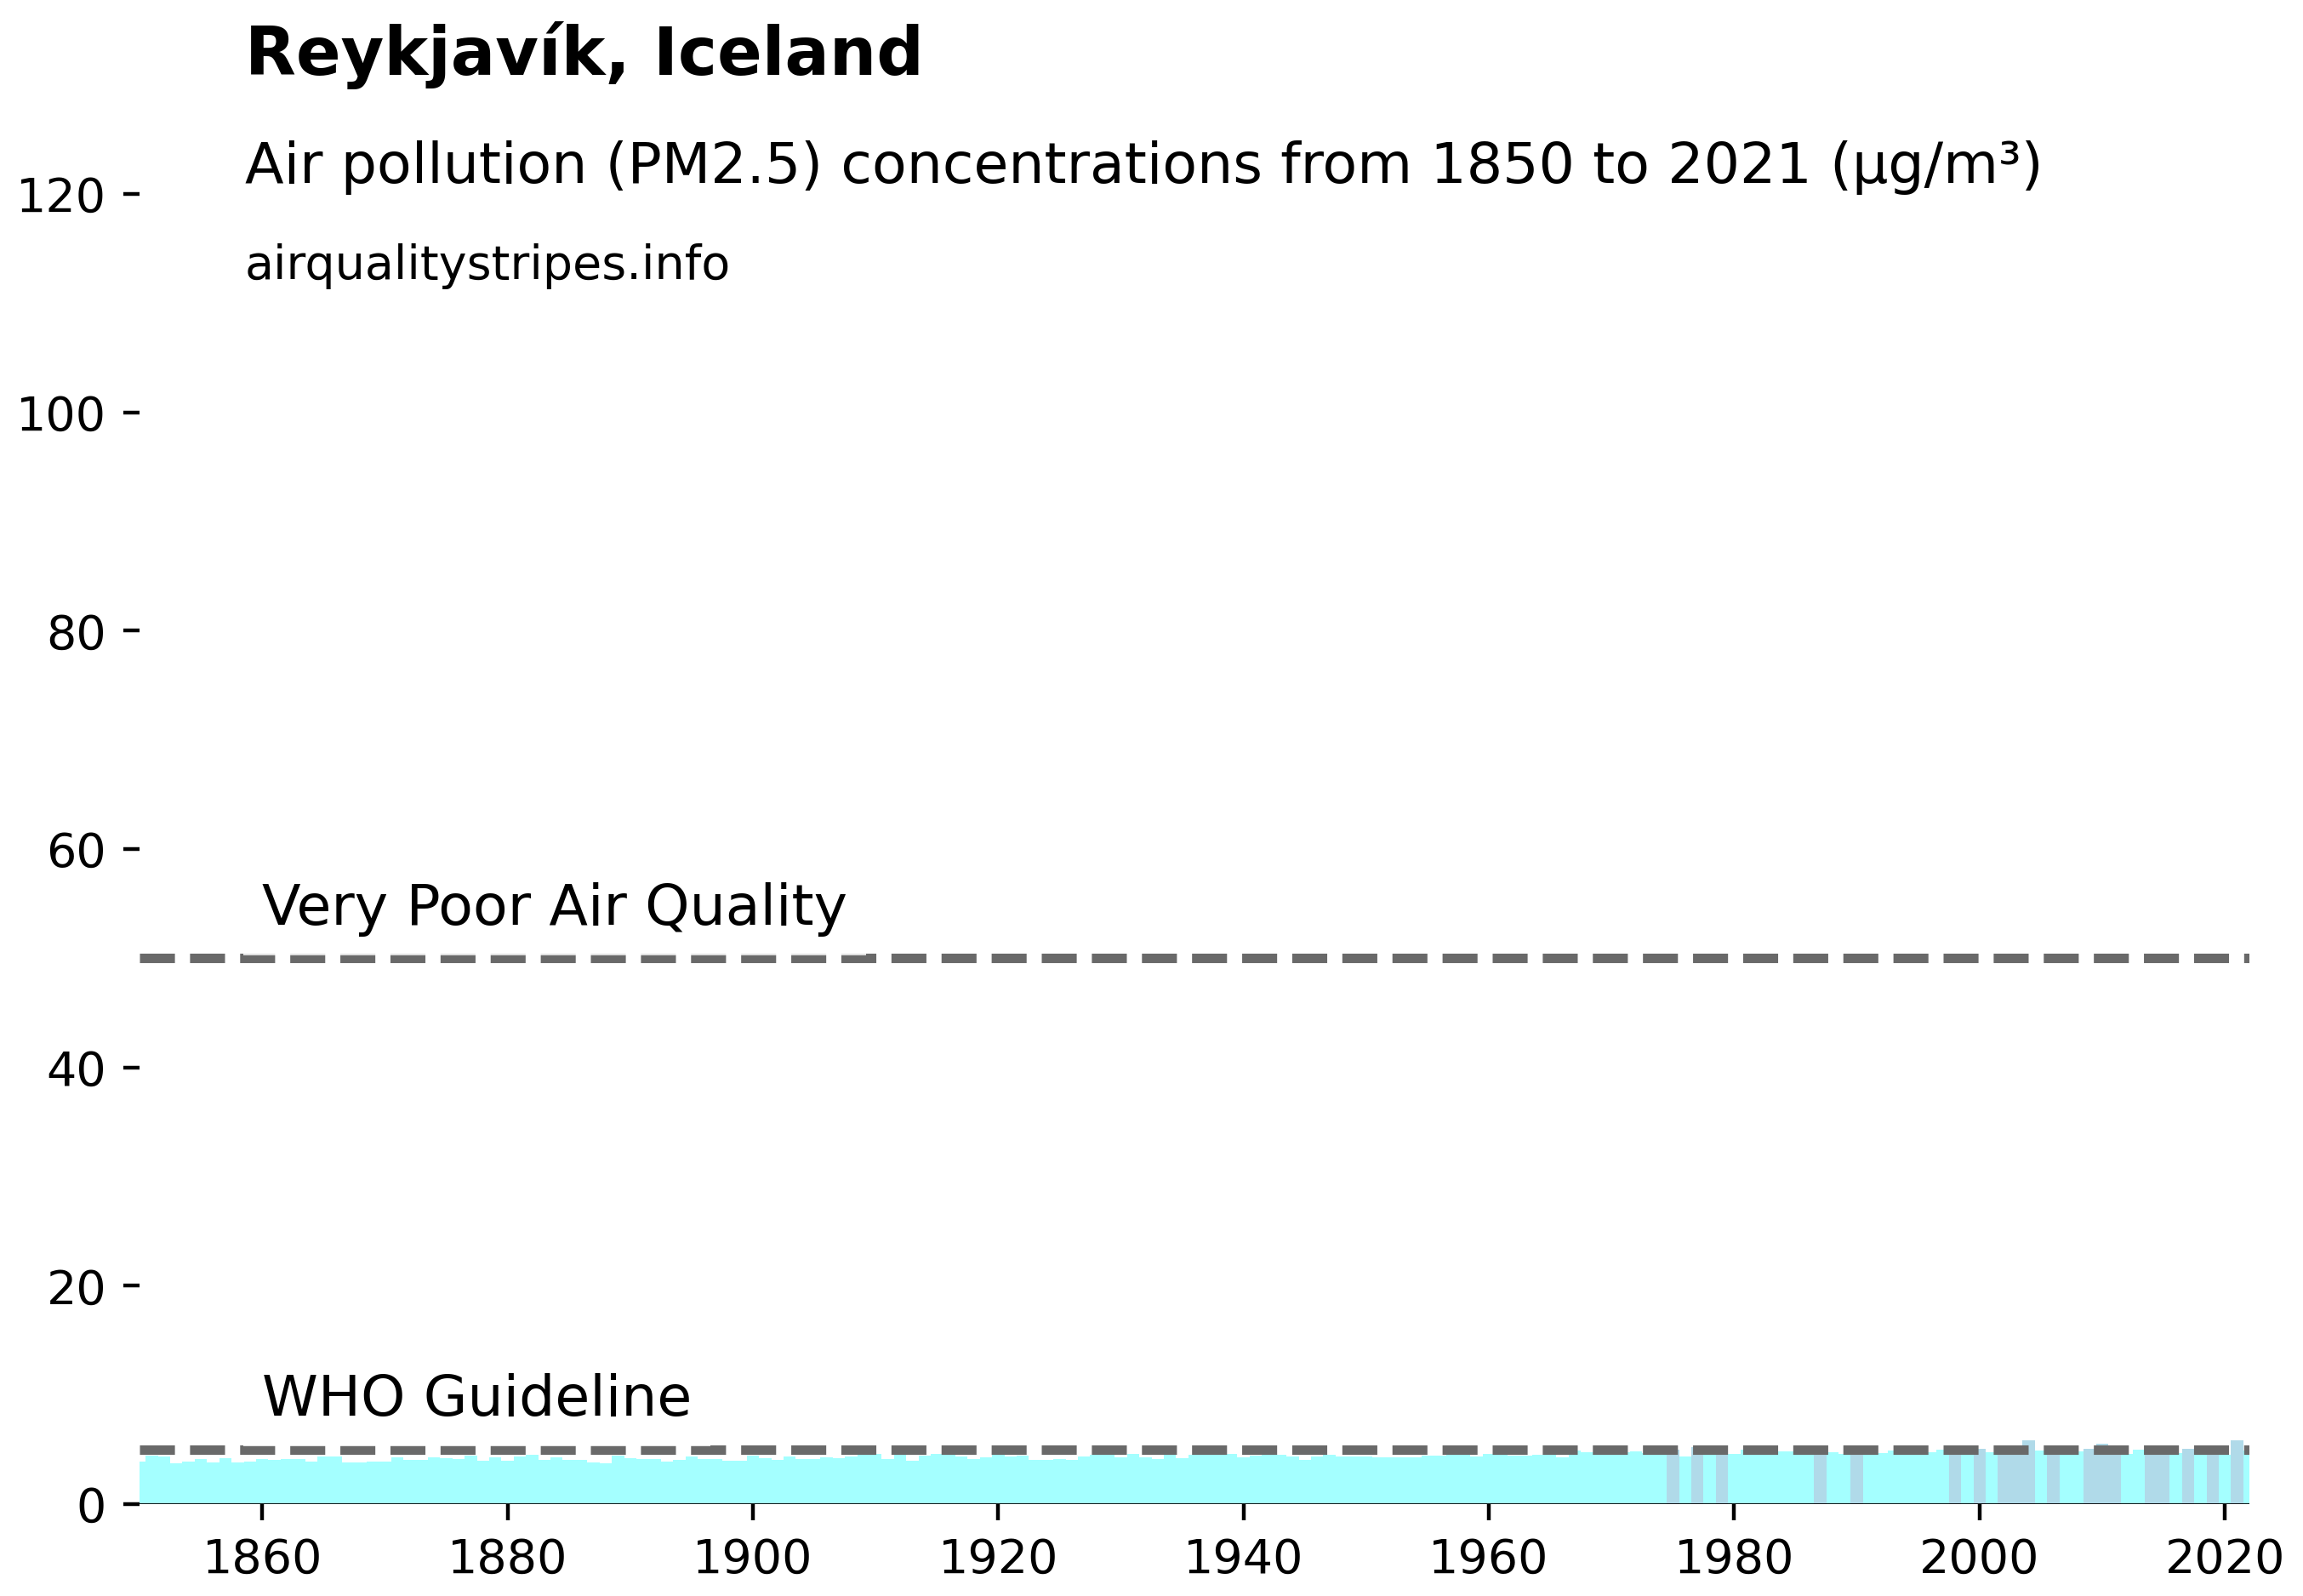 Reykjavík, Iceland
Air pollution (PM2.5) concentrations from 1850 to 2021 (µg/m³)
airqualitystripes.info
120
100
80
60
Very Poor Air Quality
40
20
WHO Guideline
0
1860 1880 1900 1920 1940 1960 1980 2000 2020